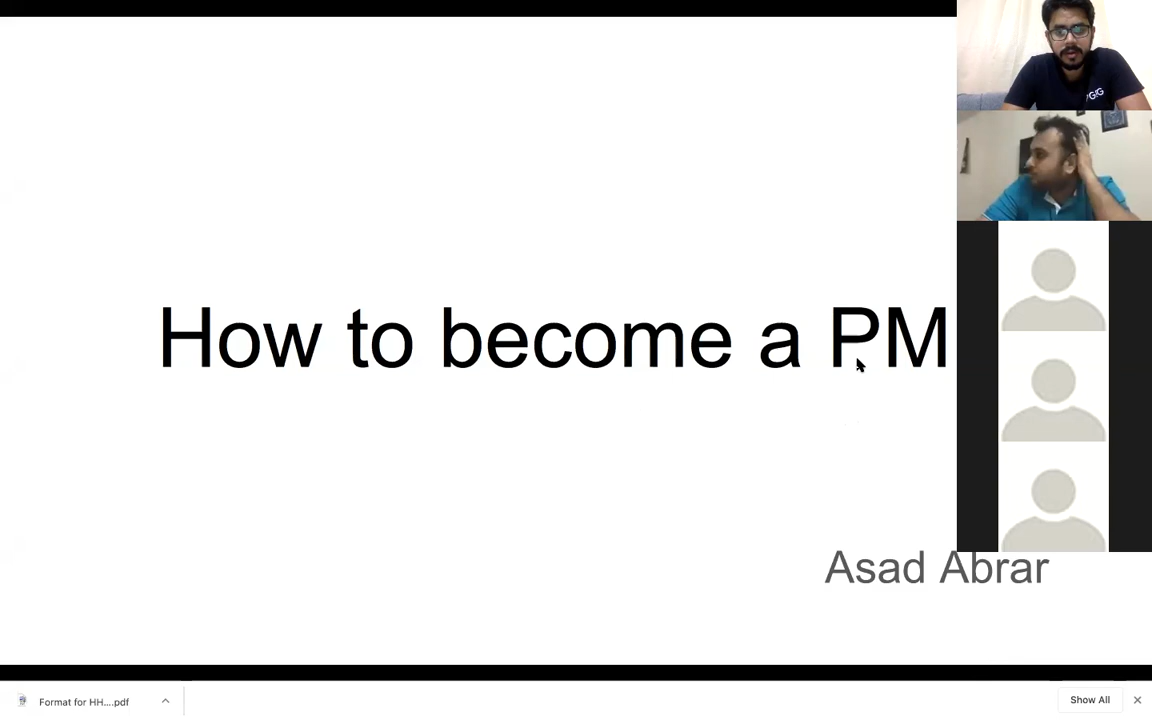 How to become a PM
Asad Abrar
Format for HH....pdf
Show All